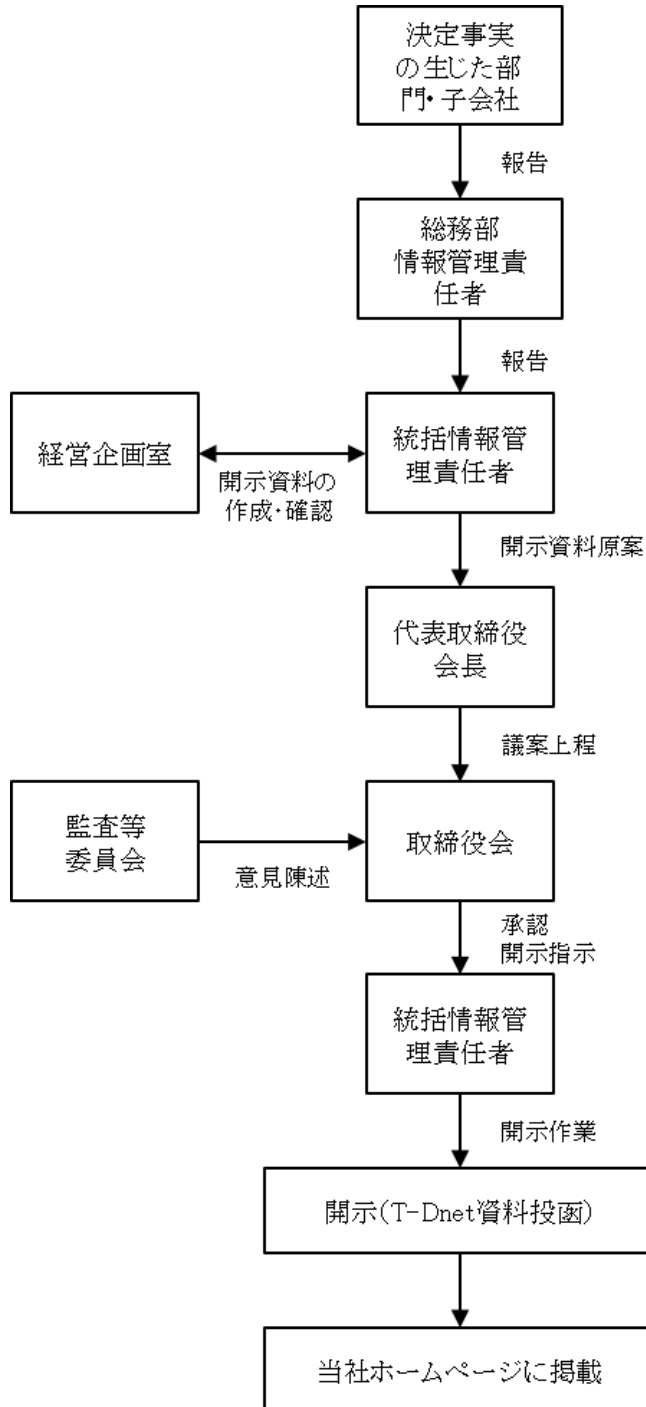 決定事実
の生じた部
門・子会社
報告
総務部
情報管理責
任者
報告
経営企画室
統括情報管
理責任者
開示資料の
作成・確認
開示資料原案
代表取締役
会長
議案上程
監査等
委員会
取締役会
意見陳述
承認
開示指示
統括情報管
理責任者
開示作業
開示(T-Dnet資料投函)
当社ホームページに掲載